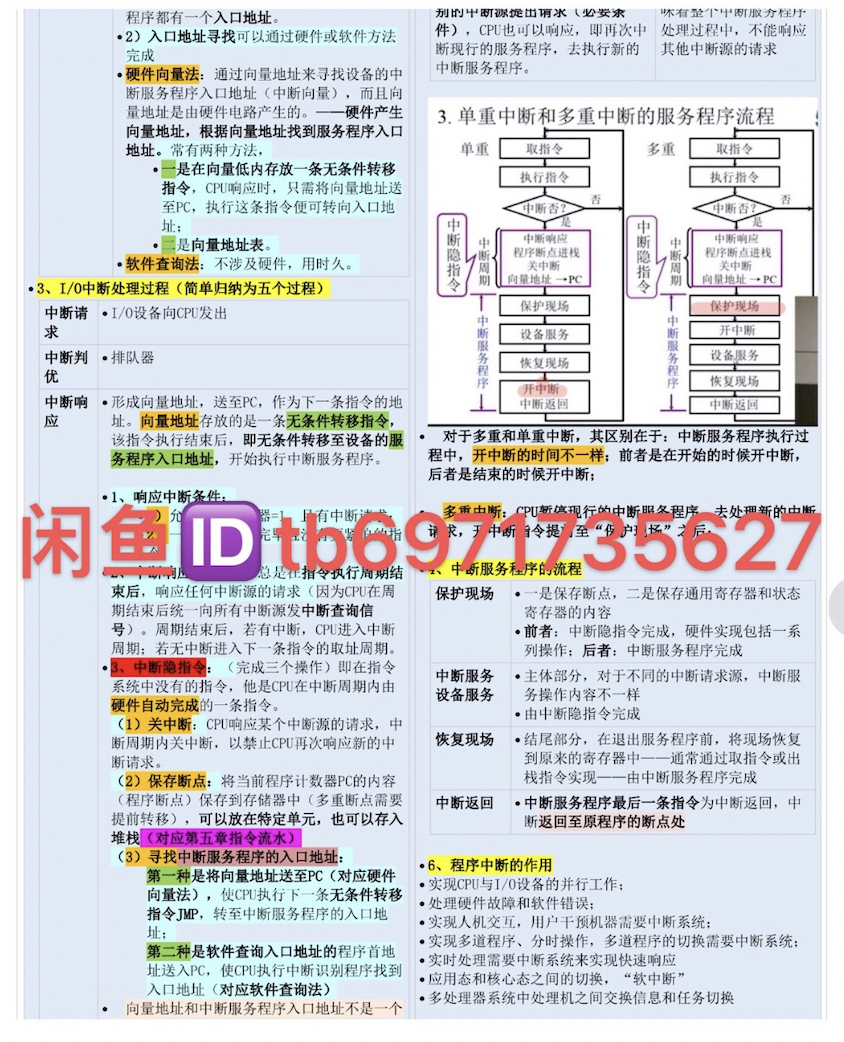 程序都有一个入口地址。
•2）入口地址寻找可以通过硬件或软件方法
完成
•硬件向量法：通过向量地址来寻找设备的中
断服务程序入口地址（中断向量），而且向
量地址是由硬件电路产生的。——硬件产生
向量地址，根据向量地址找到服务程序入口
地址。常有两种方法，
•一是在向量低内存放一条无条件转移
指令，CPU响应时，只需将向量地址送
至PC，执行这条指令便可转向入口地
址；
•二是向量地址表。
•软件查询法：不涉及硬件，用时久。
•3、I/O中断处理过程（简单归纳为五个过程）
中断请求
•I/O设备向CPU发出
中断判优
•排队器
中断响应
•形成向量地址，送至PC，作为下一条指令的地
址。向量地址存放的是一条无条件转移指令，
该指令执行结束后，即无条件转移至设备的服
务程序入口地址，开始执行中断服务程序。
•1、响应中断条件：
允
器=1，且有中断请求
的指
2、中断响应
总是在指令执行周期结
束后，响应任何中断源的请求（因为CPU在周
期结束后统一向所有中断源发中断查询信
号）。周期结束后，若有中断，CPU进入中断
周期；若无中断进入下一条指令的取址周期。
•3、中断隐指令：（完成三个操作）即在指令
系统中没有的指令，他是CPU在中断周期内由
硬件自动完成的一条指令。
（1）关中断：CPU响应某个中断源的请求，中
断周期内关中断，以禁止CPU再次响应新的中
断请求。
（2）保存断点：将当前程序计数器PC的内容
（程序断点）保存到存储器中（多重断点需要
提前转移），可以放在特定单元，也可以存入
堆栈（对应第五章指令流水）
（3）寻找中断服务程序的入口地址：
第一种是将向量地址送至PC（对应硬件
向量法），使CPU执行下一条无条件转移
指令JMP，转至中断服务程序的入口地
址；
第二种是软件查询入口地址的程序首地
址送入PC，使CPU执行中断识别程序找到
入口地址（对应软件查询法）
• 向量地址和中断服务程序入口地址不是一个
别的中断源提出请求（必要条
件），CPU也可以响应，即再次中
断现行的服务程序，去执行新的
中断服务程序。
味着整个中断服务程序
处理过程中，不能响应
其他中断源的请求
3. 单重中断和多重中断的服务程序流程
单重
取指令
执行指令
中断否？
否
是
中断隐指令
中断周期
中断响应
程序断点进栈
关中断
向量地址→PC
中断服务程序
保护现场
设备服务
恢复现场
开中断
中断返回
多重
取指令
执行指令
中断否？
否
是
中断隐指令
中断周期
中断响应
程序断点进栈
关中断
向量地址→PC
中断服务程序
保护现场
开中断
设备服务
恢复现场
中断返回
• 对于多重和单重中断，其区别在于：中断服务程序执行过
程中，开中断的时间不一样；前者是在开始的时候开中断，
后者是结束的时候开中断；
• 多重中断：CPU暂停现行的中断服务程序，去处理新的中断
请求，开中断指令提前至“保护现场”之后；
闲鱼ID tb6971735627
、中断服务程序的流程
保护现场
•一是保存断点，二是保存通用寄存器和状态
寄存器的内容
•前者：中断隐指令完成，硬件实现包括一系
列操作；后者：中断服务程序完成
中断服务
设备服务
•主体部分，对于不同的中断请求源，中断服
务操作内容不一样
•由中断隐指令完成
恢复现场
•结尾部分，在退出服务程序前，将现场恢复
到原来的寄存器中——通常通过取指令或出
栈指令实现——由中断服务程序完成
中断返回
•中断服务程序最后一条指令为中断返回，中
断返回至原程序的断点处
•6、程序中断的作用
•实现CPU与I/O设备的并行工作；
•处理硬件故障和软件错误；
•实现人机交互，用户干预机器需要中断系统；
•实现多道程序、分时操作，多道程序的切换需要中断系统；
•实时处理需要中断系统来实现快速响应
•应用态和核心态之间的切换，“软中断”
•多处理器系统中处理机之间交换信息和任务切换